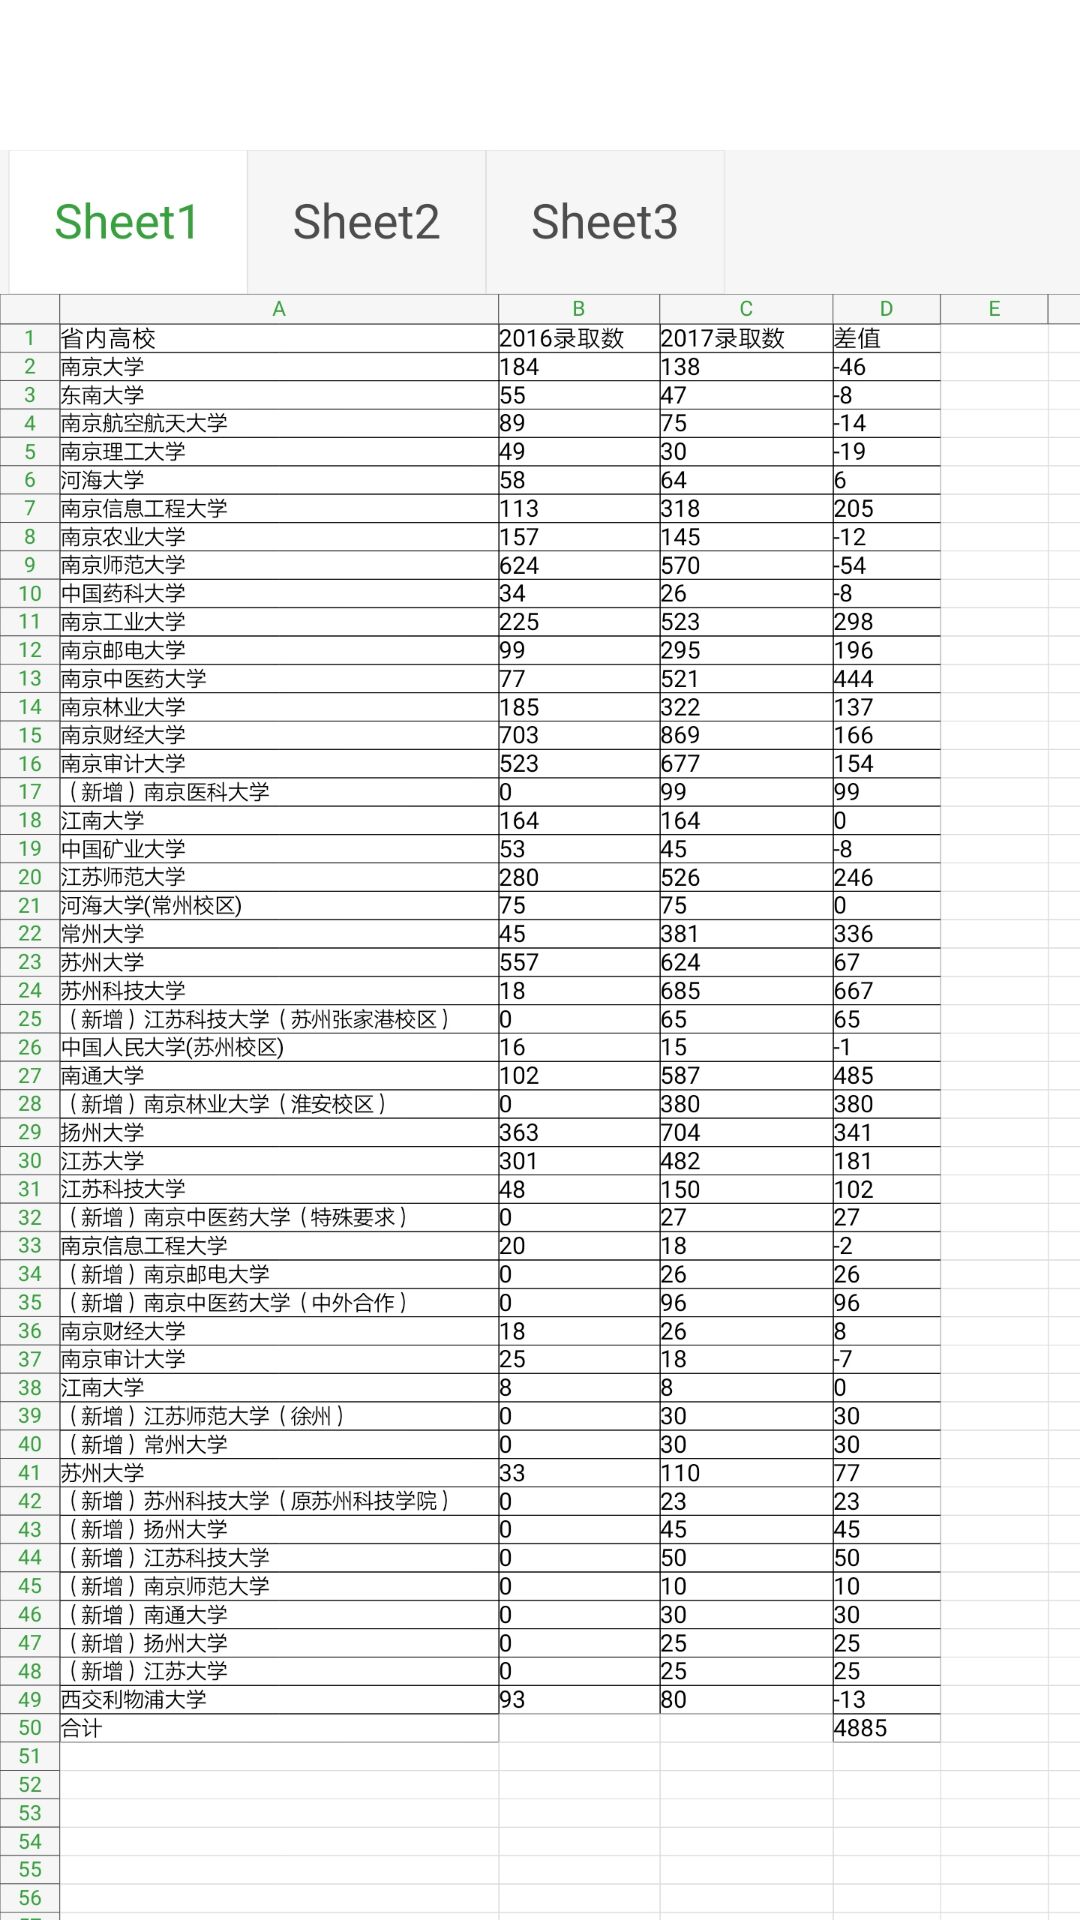 Sheet1 Sheet2 Sheet3
A B C D E
1 省内高校 2016录取数 2017录取数 差值
2 南京大学 184 138 -46
3 东南大学 55 47 -8
4 南京航空航天大学 89 75 -14
5 南京理工大学 49 30 -19
6 河海大学 58 64 6
7 南京信息工程大学 113 318 205
8 南京农业大学 157 145 -12
9 南京师范大学 624 570 -54
10 中国药科大学 34 26 -8
11 南京工业大学 225 523 298
12 南京邮电大学 99 295 196
13 南京中医药大学 77 521 444
14 南京林业大学 185 322 137
15 南京财经大学 703 869 166
16 南京审计大学 523 677 154
17 （新增）南京医科大学 0 99 99
18 江南大学 164 164 0
19 中国矿业大学 53 45 -8
20 江苏师范大学 280 526 246
21 河海大学(常州校区) 75 75 0
22 常州大学 45 381 336
23 苏州大学 557 624 67
24 苏州科技大学 18 685 667
25 （新增）江苏科技大学（苏州张家港校区） 0 65 65
26 中国人民大学(苏州校区) 16 15 -1
27 南通大学 102 587 485
28 （新增）南京林业大学（淮安校区） 0 380 380
29 扬州大学 363 704 341
30 江苏大学 301 482 181
31 江苏科技大学 48 150 102
32 （新增）南京中医药大学（特殊要求） 0 27 27
33 南京信息工程大学 20 18 -2
34 （新增）南京邮电大学 0 26 26
35 （新增）南京中医药大学（中外合作） 0 96 96
36 南京财经大学 18 26 8
37 南京审计大学 25 18 -7
38 江南大学 8 8 0
39 （新增）江苏师范大学（徐州） 0 30 30
40 （新增）常州大学 0 30 30
41 苏州大学 33 110 77
42 （新增）苏州科技大学（原苏州科技学院） 0 23 23
43 （新增）扬州大学 0 45 45
44 （新增）江苏科技大学 0 50 50
45 （新增）南京师范大学 0 10 10
46 （新增）南通大学 0 30 30
47 （新增）扬州大学 0 25 25
48 （新增）江苏大学 0 25 25
49 西交利物浦大学 93 80 -13
50 合计 4885
51
52
53
54
55
56